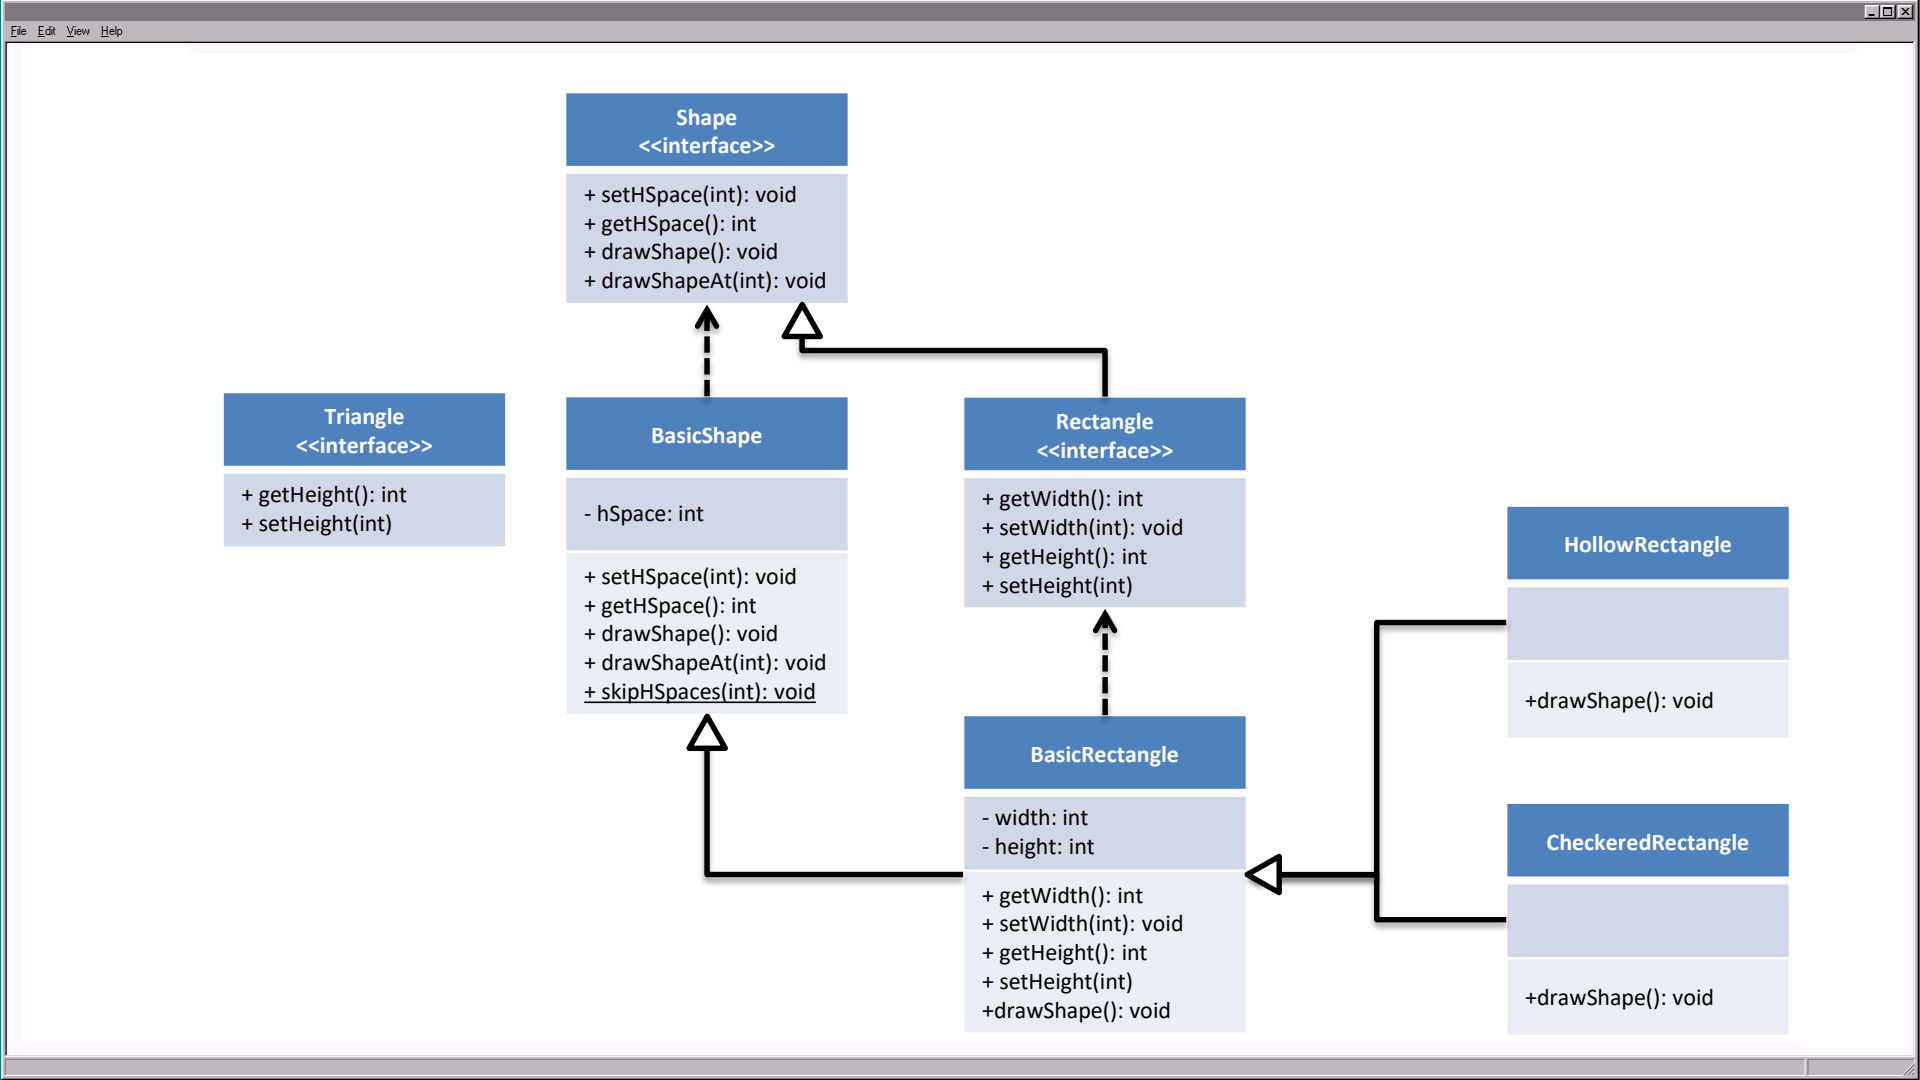 File Edit View Help
Shape
<<interface>>
+ setHSpace(int): void
+ getHSpace(): int
+ drawShape(): void
+ drawShapeAt(int): void
Triangle
<<interface>>
+ getHeight(): int
+ setHeight(int)
BasicShape
- hSpace: int
+ setHSpace(int): void
+ getHSpace(): int
+ drawShape(): void
+ drawShapeAt(int): void
+ skipHSpaces(int): void
Rectangle
<<interface>>
+ getWidth(): int
+ setWidth(int): void
+ getHeight(): int
+ setHeight(int)
BasicRectangle
- width: int
- height: int
+ getWidth(): int
+ setWidth(int): void
+ getHeight(): int
+ setHeight(int)
+drawShape(): void
HollowRectangle
+drawShape(): void
CheckeredRectangle
+drawShape(): void